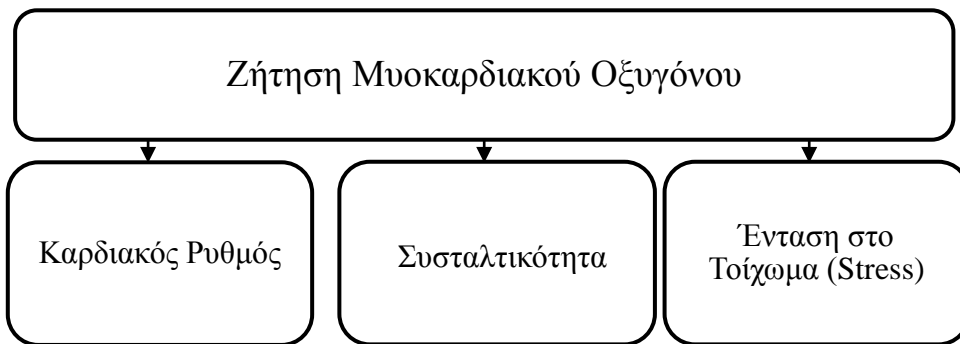 Ζήτηση Μυοκαρδιακού Οξυγόνου
Καρδιακός Ρυθμός
Συσταλτικότητα
Ένταση στο
Τοίχωμα (Stress)